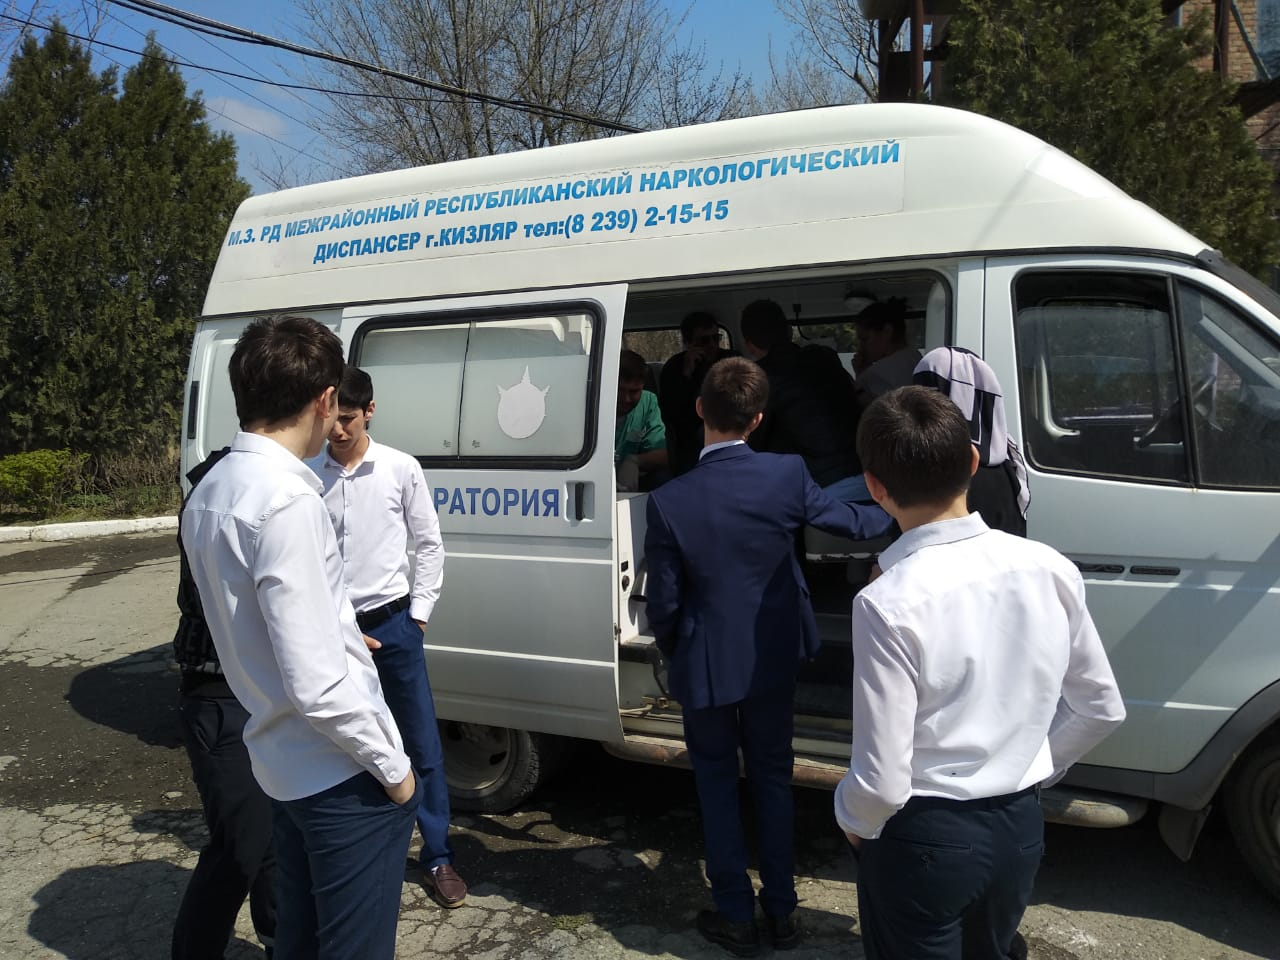 М.З. РД МЕЖРАЙОННЫЙ РЕСПУБЛИКАНСКИЙ НАРКОЛОГИЧЕСКИЙ
ДИСПАНСЕР г.КИЗЛЯР тел:(8 239) 2-15-15
РАТОРИЯ